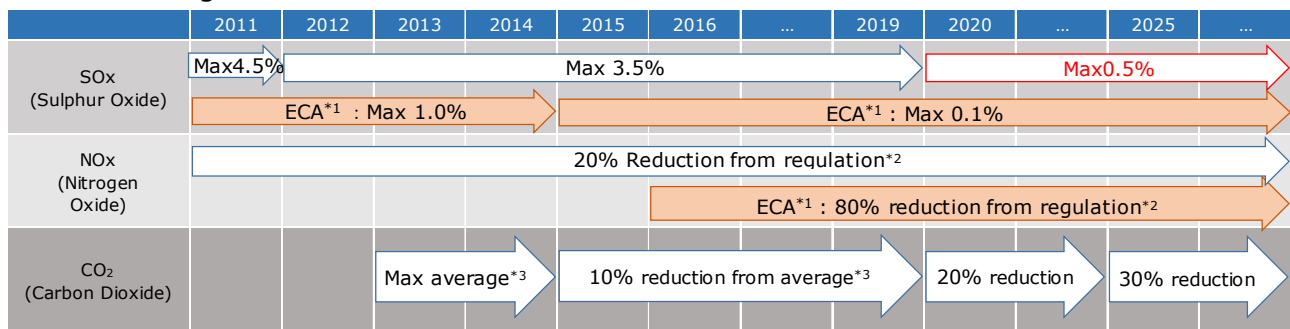 2011 2012 2013 2014 2015 2016 ... 2019 2020 ... 2025 ...
SOx
(Sulphur Oxide)
Max4.5%
Max 3.5%
Max0.5%
ECA*1 : Max 1.0%
ECA*1 : Max 0.1%
NOx
(Nitrogen
Oxide)
20% Reduction from regulation*2
ECA*1 : 80% reduction from regulation*2
CO2
(Carbon Dioxide)
Max average*3
10% reduction from average*3
20% reduction
30% reduction